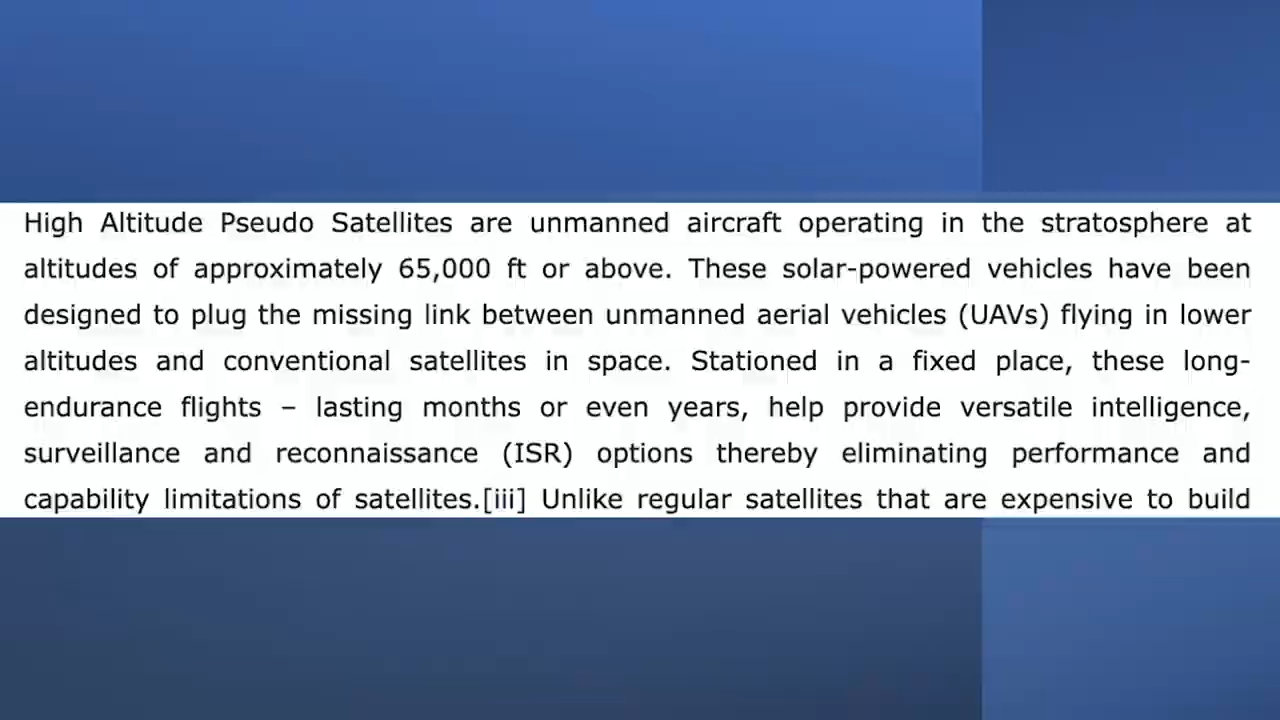 High Altitude Pseudo Satellites are unmanned aircraft operating in the stratosphere at
altitudes of approximately 65,000 ft or above. These solar-powered vehicles have been
designed to plug the missing link between unmanned aerial vehicles (UAVs) flying in lower
altitudes and conventional satellites in space. Stationed in a fixed place, these long-
endurance flights – lasting months or even years, help provide versatile intelligence,
surveillance and reconnaissance (ISR) options thereby eliminating performance and
capability limitations of satellites.[iii] Unlike regular satellites that are expensive to build